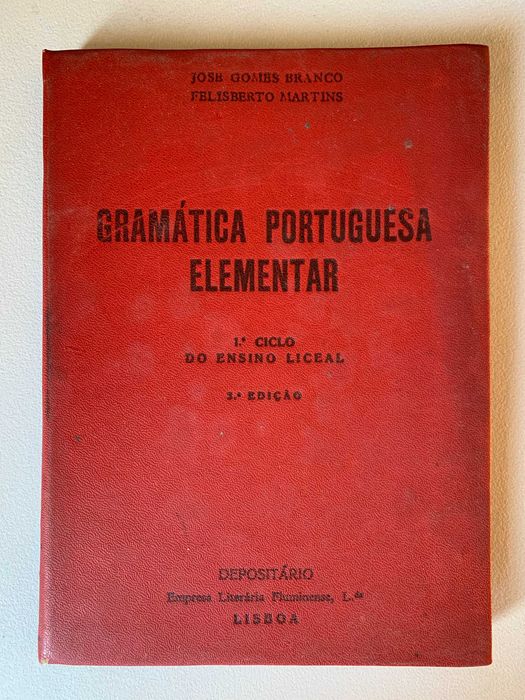 JOSE GOMES BRANCO
FELISBERTO MARTINS
GRAMÁTICA PORTUGUESA
ELEMENTAR
1.º CICLO
DO ENSINO LICEAL
3.ª EDIÇÃO
DEPOSITÁRIO
Empresa Literária Fluminense, L.da
LISBOA